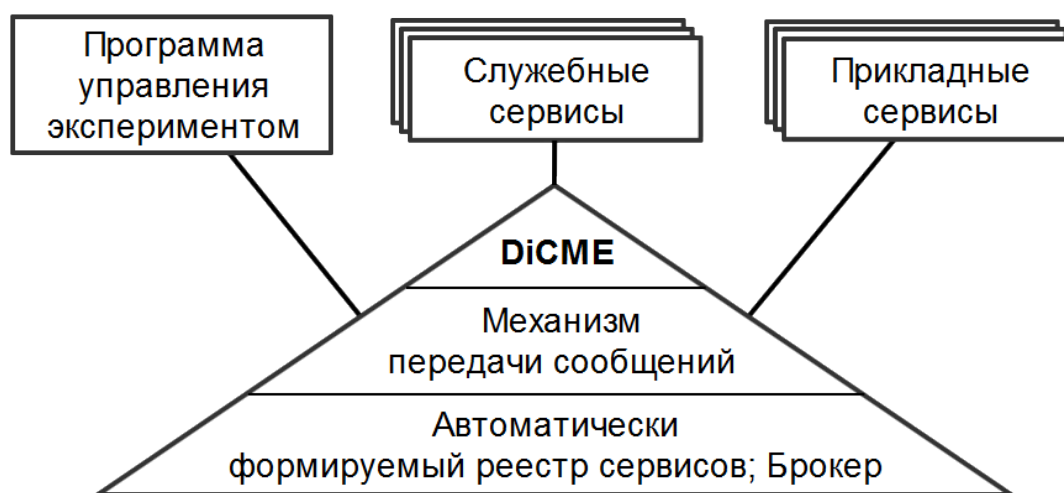 Программа
управления
экспериментом
Служебные
сервисы
Прикладные
сервисы
DiCME
Механизм
передачи сообщений
Автоматически
формируемый реестр сервисов; Брокер